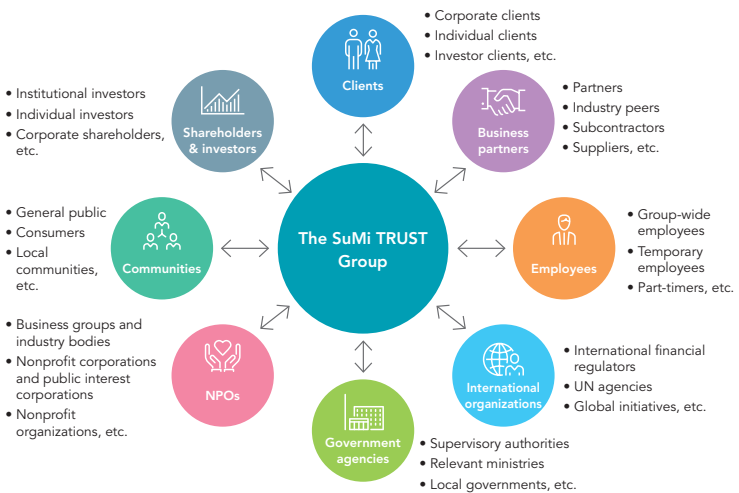 • Corporate clients
• Individual clients
• Investor clients, etc.
Clients
• Institutional investors
• Individual investors
• Corporate shareholders,
etc.
Shareholders
& investors
• Partners
• Industry peers
• Subcontractors
• Suppliers, etc.
Business
partners
• General public
• Consumers
• Local
communities,
etc.
Communities
The SuMi TRUST
Group
Employees
• Group-wide
employees
• Temporary
employees
• Part-timers, etc.
• Business groups and
industry bodies
• Nonprofit corporations
and public interest
corporations
• Nonprofit
organizations, etc.
NPOs
International
organizations
• International financial
regulators
• UN agencies
• Global initiatives, etc.
Government
agencies
• Supervisory authorities
• Relevant ministries
• Local governments, etc.